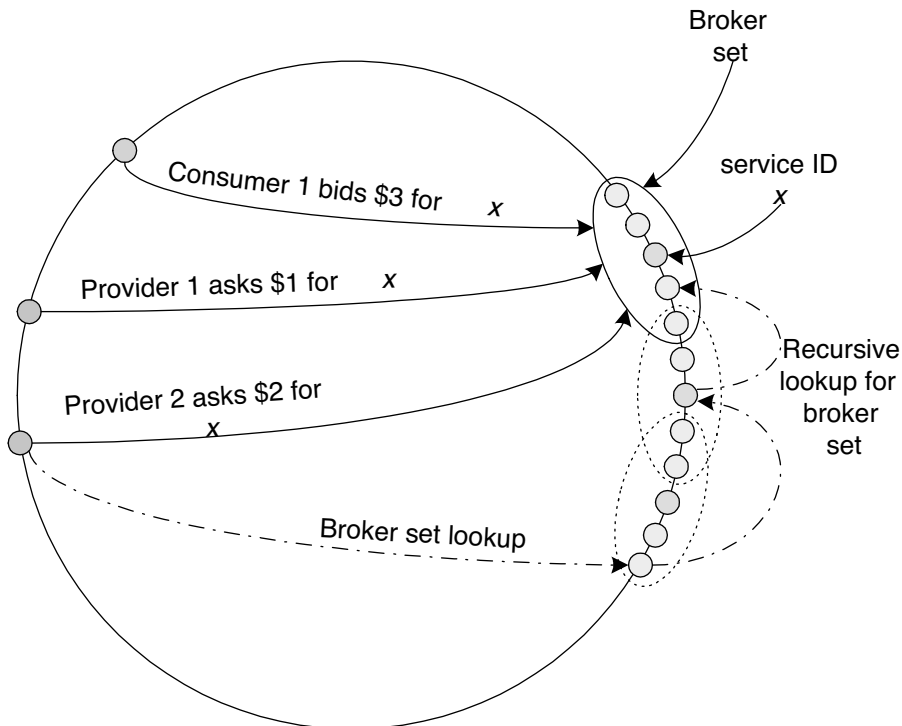 Broker
set
service ID
x
Consumer 1 bids $3 for x
Provider 1 asks $1 for x
Recursive
lookup for
broker
set
Provider 2 asks $2 for
x
Broker set lookup